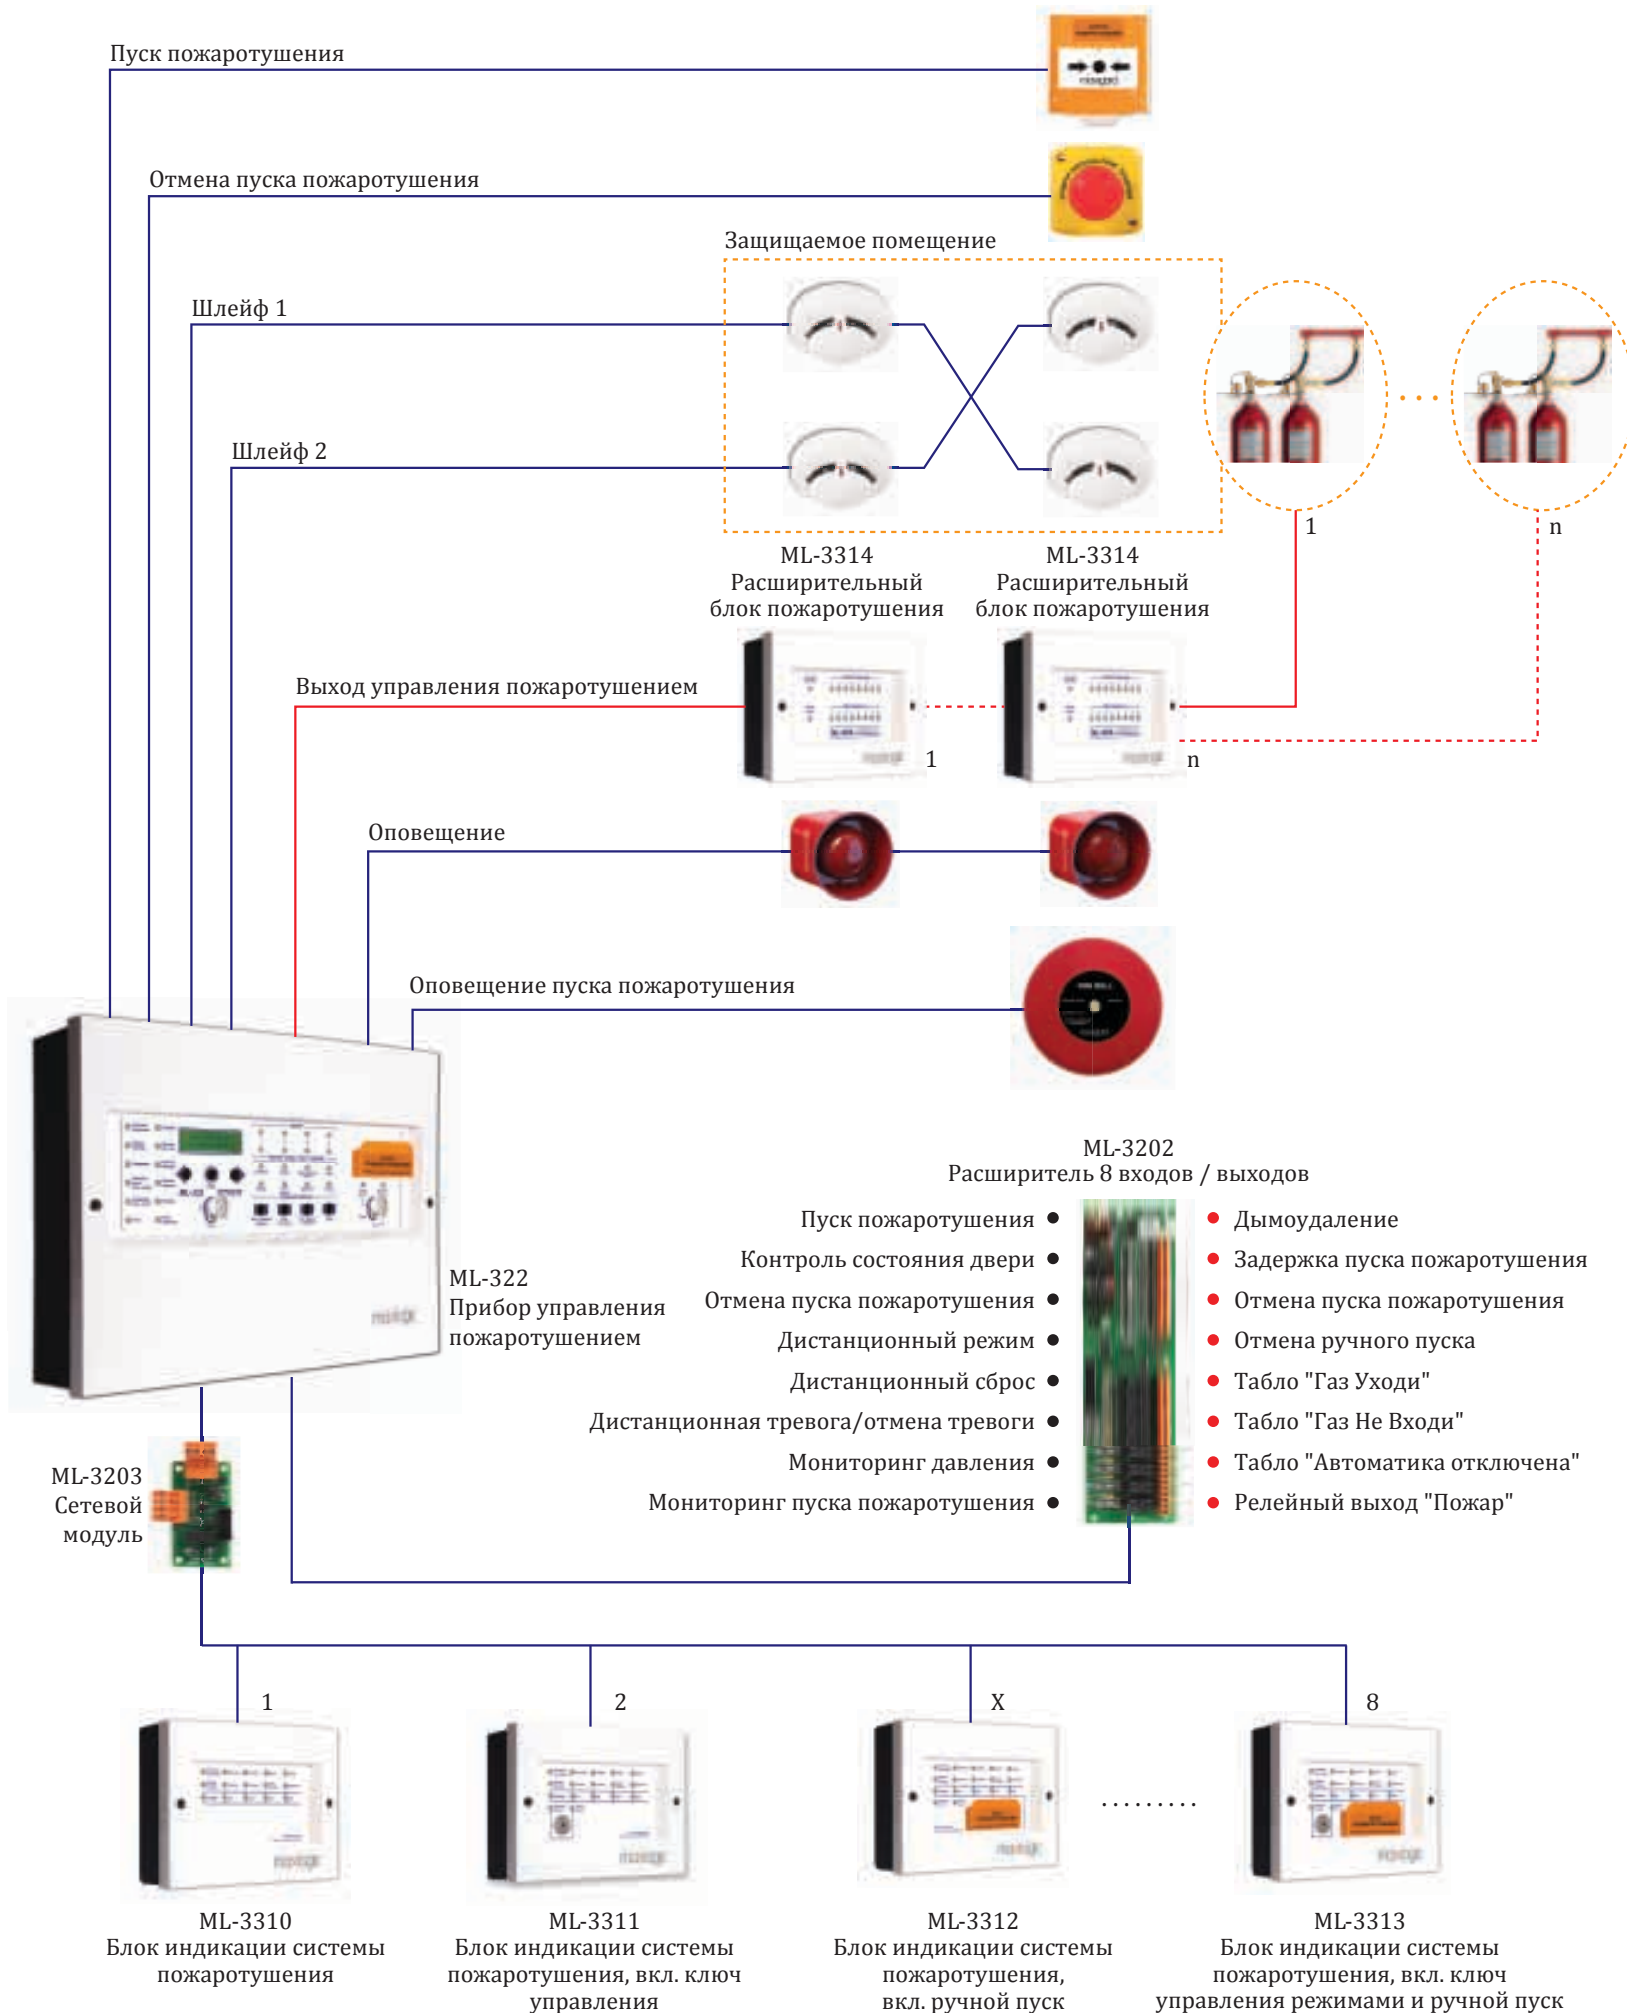 Пуск пожаротушения
Отмена пуска пожаротушения
Защищаемое помещение
Шлейф 1
Шлейф 2
1
n
ML-3314
Расширительный
блок пожаротушения
ML-3314
Расширительный
блок пожаротушения
Выход управления пожаротушением
1
n
Оповещение
Оповещение пуска пожаротушения
ML-322
Прибор управления
пожаротушением
ML-3202
Расширитель 8 входов / выходов
Пуск пожаротушения
Контроль состояния двери
Отмена пуска пожаротушения
Дистанционный режим
Дистанционный сброс
Дистанционная тревога/отмена тревоги
Мониторинг давления
Мониторинг пуска пожаротушения
Дымоудаление
Задержка пуска пожаротушения
Отмена пуска пожаротушения
Отмена ручного пуска
Табло "Газ Уходи"
Табло "Газ Не Входи"
Табло "Автоматика отключена"
Релейный выход "Пожар"
ML-3203
Сетевой
модуль
1
2
X
8
.........
ML-3310
Блок индикации системы
пожаротушения
ML-3311
Блок индикации системы
пожаротушения, вкл. ключ
управления
ML-3312
Блок индикации системы
пожаротушения,
вкл. ручной пуск
ML-3313
Блок индикации системы
пожаротушения, вкл. ключ
управления режимами и ручной пуск